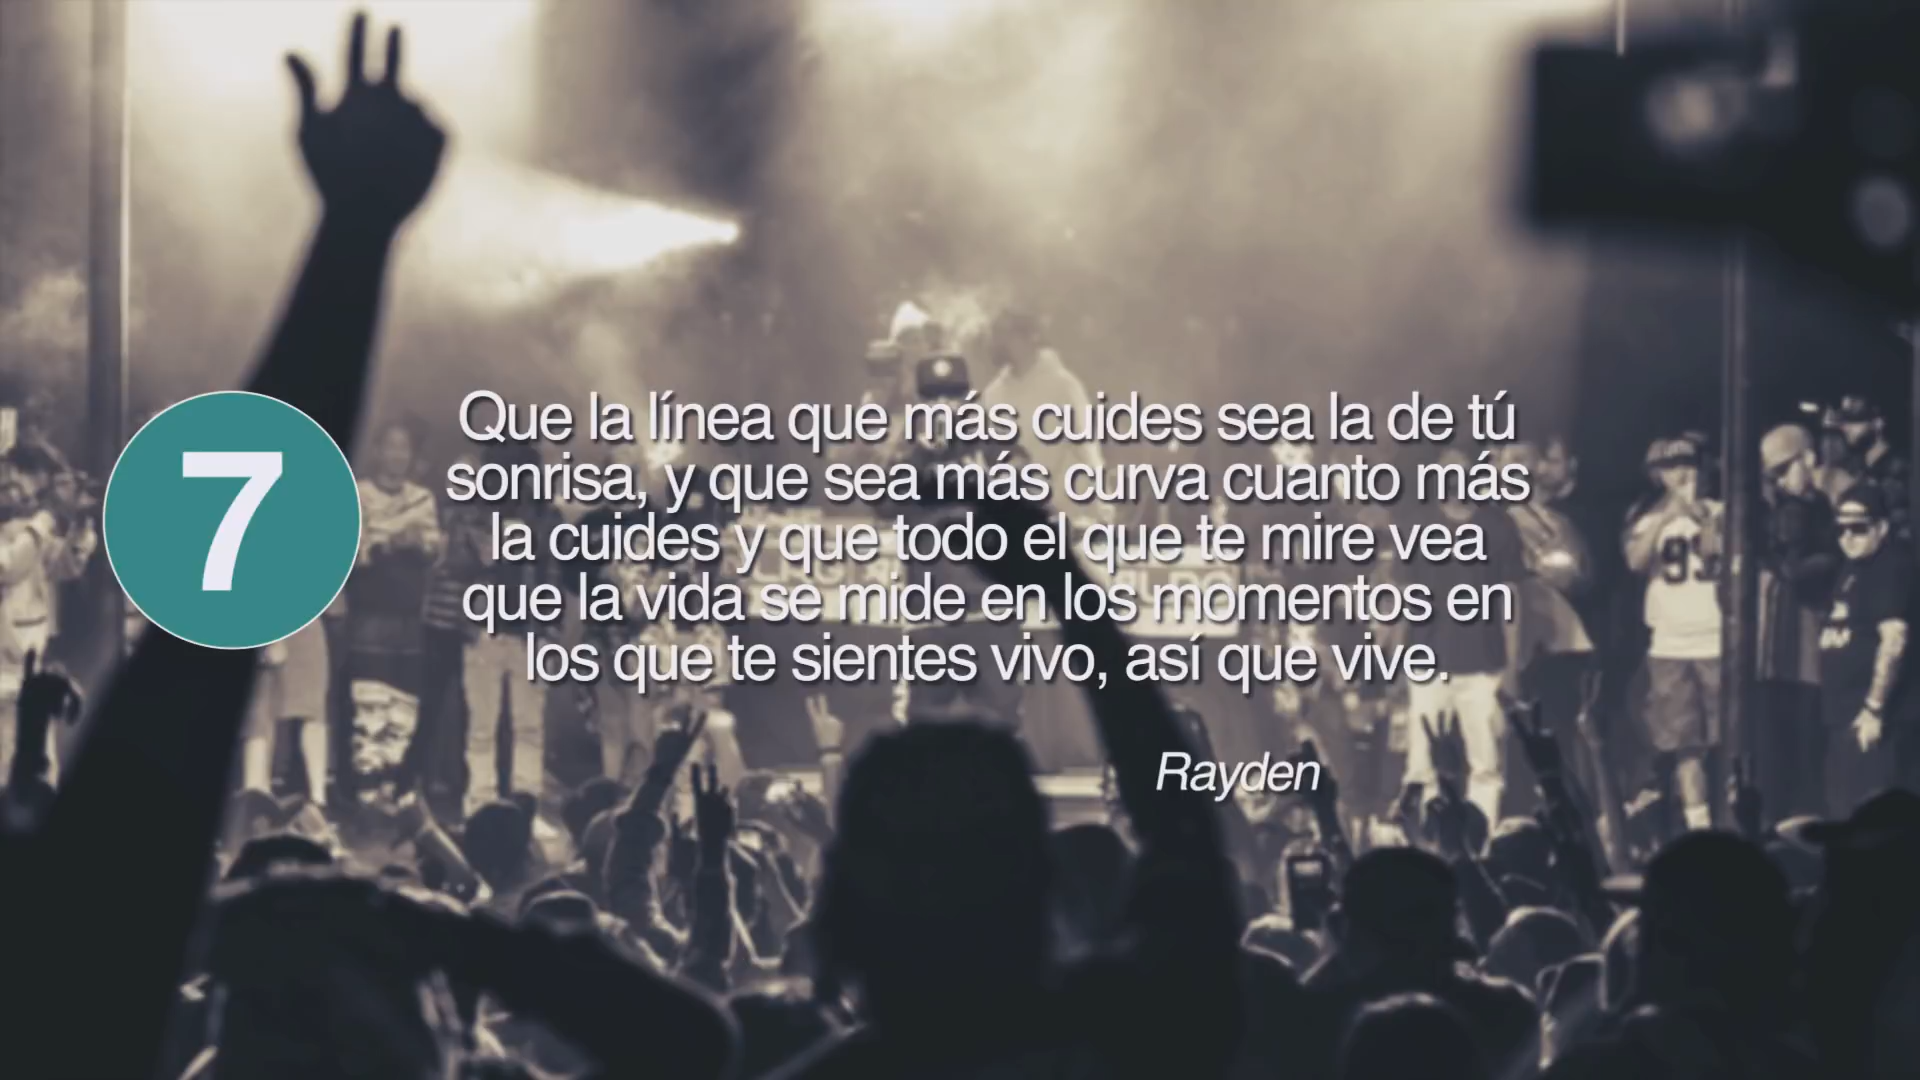 7
Que la línea que más cuides sea la de tú
sonrisa, y que sea más curva cuanto más
la cuides y que todo el que te mire vea
que la vida se mide en los momentos en
los que te sientes vivo, así que vive.
Rayden